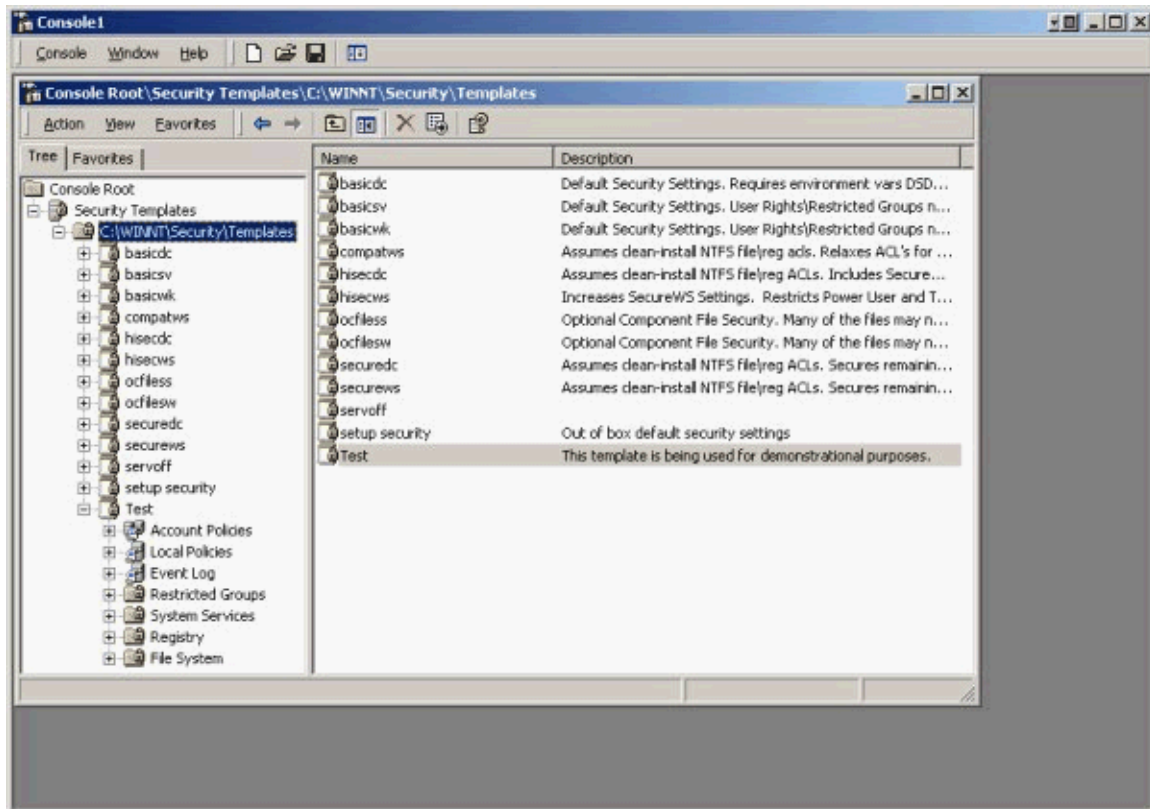 Console1
Console Window Help
Console Root\Security Templates\C:\WINNT\Security\Templates
Action View Favorites
Tree Favorites
Name Description
Console Root
Security Templates
C:\WINNT\Security\Templates
basicdc
basicsv
basicwk
compatws
hisecdc
hisecws
ocfiless
ocfilesw
securedc
securews
servoff
setup security
Test
Account Policies
Local Policies
Event Log
Restricted Groups
System Services
Registry
File System
basicdc Default Security Settings. Requires environment vars DSD...
basicsv Default Security Settings. User Rights\Restricted Groups n...
basicwk Default Security Settings. User Rights\Restricted Groups n...
compatws Assumes clean-install NTFS file\reg acls. Relaxes ACL's for ...
hisecdc Assumes clean-install NTFS file\reg ACLs. Includes Secure...
hisecws Increases SecureWS Settings. Restricts Power User and T...
ocfiless Optional Component File Security. Many of the files may n...
ocfilesw Optional Component File Security. Many of the files may n...
securedc Assumes clean-install NTFS file\reg ACLs. Secures remainin...
securews Assumes clean-install NTFS file\reg ACLs. Secures remainin...
servoff
setup security Out of box default security settings
Test This template is being used for demonstrational purposes.